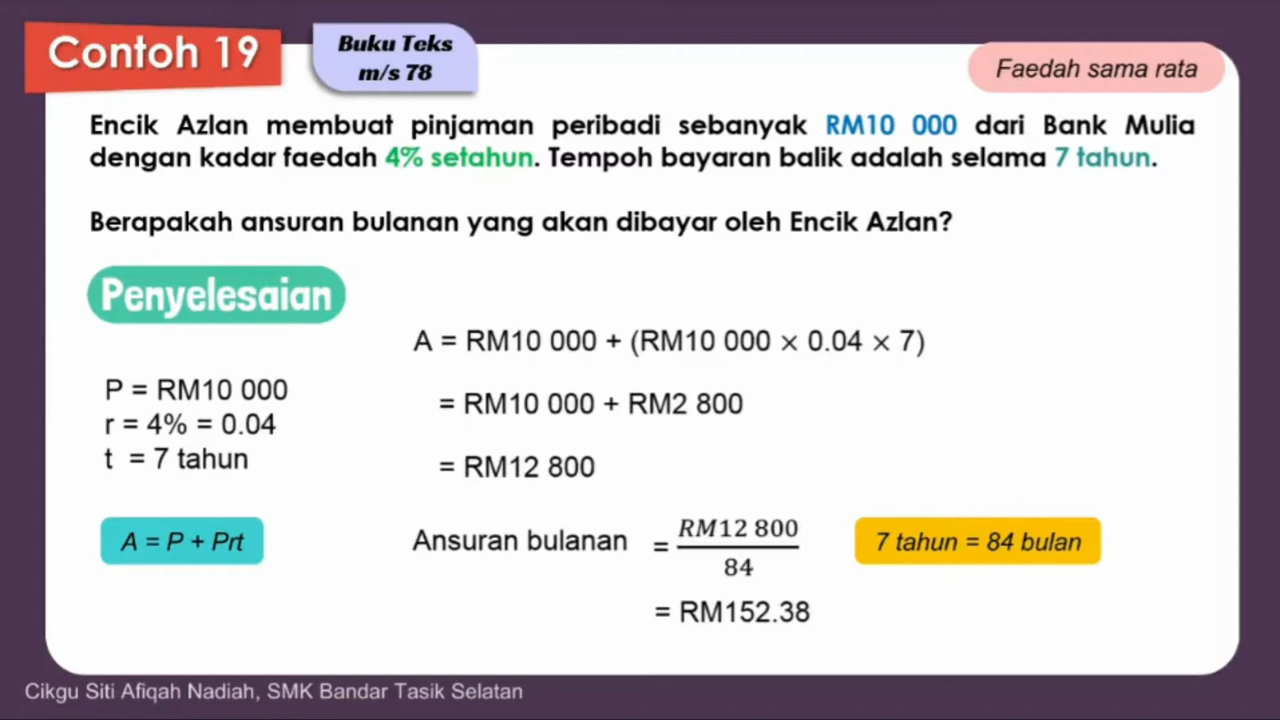 Contoh 19
Buku Teks
m/s 78
Faedah sama rata
Encik Azlan membuat pinjaman peribadi sebanyak RM10 000 dari Bank Mulia
dengan kadar faedah 4% setahun. Tempoh bayaran balik adalah selama 7 tahun.
Berapakah ansuran bulanan yang akan dibayar oleh Encik Azlan?
Penyelesaian
P = RM10 000
r = 4% = 0.04
t = 7 tahun
A = P + Prt
A = RM10 000 + (RM10 000 × 0.04 × 7)
= RM10 000 + RM2 800
= RM12 800
Ansuran bulanan = RM12 800
84
= RM152.38
7 tahun = 84 bulan
Cikgu Siti Afiqah Nadiah, SMK Bandar Tasik Selatan